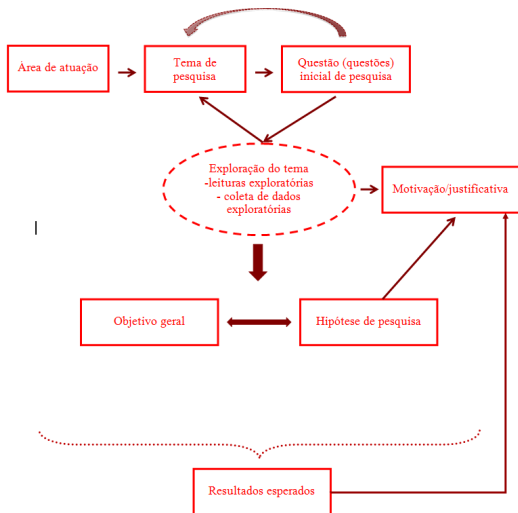 Área de atuação
Tema de
pesquisa
Questão (questões)
inicial de pesquisa
Exploração do tema
-leituras exploratórias
- coleta de dados
exploratórias
Motivação/justificativa
Objetivo geral
Hipótese de pesquisa
Resultados esperados